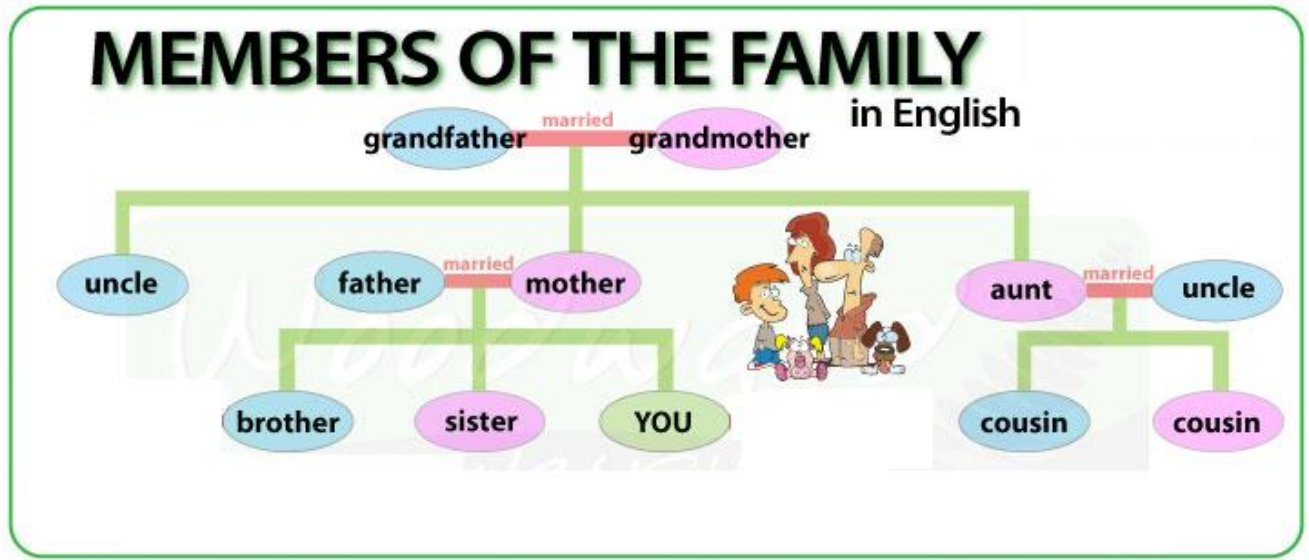 MEMBERS OF THE FAMILY
in English
married
grandfather grandmother
married married
uncle father mother aunt uncle
brother sister YOU cousin cousin